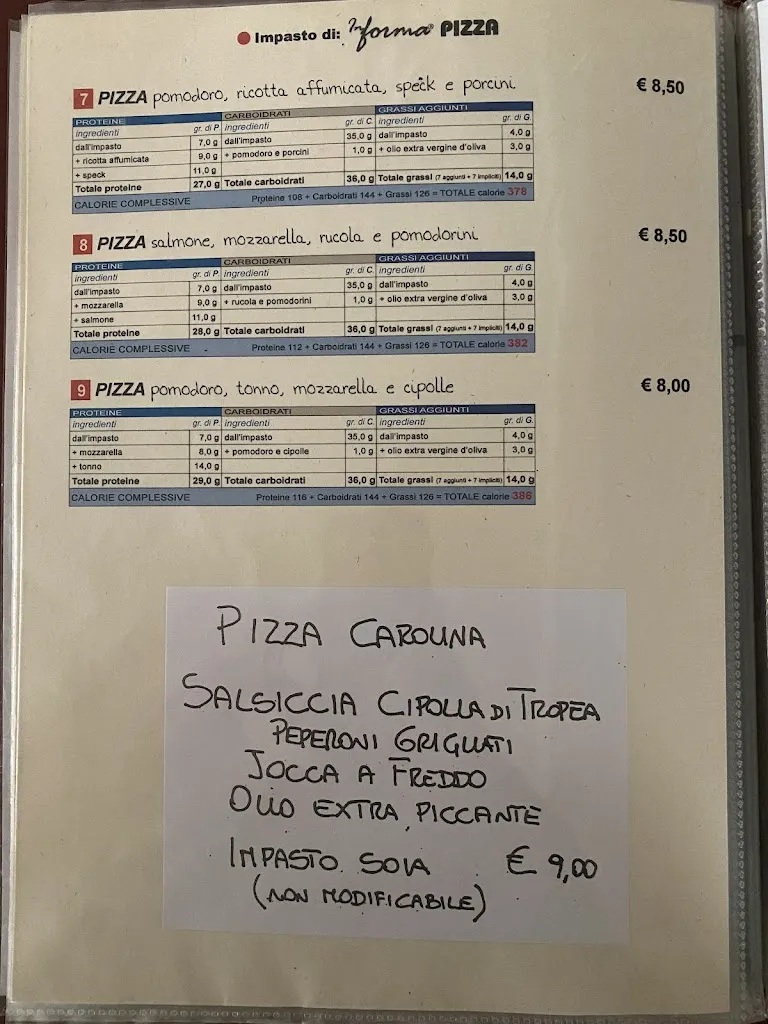 Impasto di: In forma® PIZZA
7 PIZZA pomodoro, ricotta affumicata, speck e porcini € 8,50
PROTEINE CARBOIDRATI GRASSI AGGIUNTI
ingredienti gr. di P. ingredienti gr. di C. ingredienti gr. di G.
dall'impasto 7,0 g dall'impasto 35,0 g dall'impasto 4,0 g
+ ricotta affumicata 9,0 g + pomodoro e porcini 1,0 g + olio extra vergine d'oliva 3,0 g
+ speck 11,0 g
Totale proteine 27,0 g Totale carboidrati 36,0 g Totale grassi (7 aggiunti + 7 impliciti) 14,0 g
CALORIE COMPLESSIVE Proteine 108 + Carboidrati 144 + Grassi 126 = TOTALE calorie 378
8 PIZZA salmone, mozzarella, rucola e pomodorini € 8,50
PROTEINE CARBOIDRATI GRASSI AGGIUNTI
ingredienti gr. di P. ingredienti gr. di C. ingredienti gr. di G.
dall'impasto 7,0 g dall'impasto 35,0 g dall'impasto 4,0 g
+ mozzarella 9,0 g + rucola e pomodorini 1,0 g + olio extra vergine d'oliva 3,0 g
+ salmone 11,0 g
Totale proteine 28,0 g Totale carboidrati 36,0 g Totale grassi (7 aggiunti + 7 impliciti) 14,0 g
CALORIE COMPLESSIVE Proteine 112 + Carboidrati 144 + Grassi 126 = TOTALE calorie 382
9 PIZZA pomodoro, tonno, mozzarella e cipolle € 8,00
PROTEINE CARBOIDRATI GRASSI AGGIUNTI
ingredienti gr. di P. ingredienti gr. di C. ingredienti gr. di G.
dall'impasto 7,0 g dall'impasto 35,0 g dall'impasto 4,0 g
+ mozzarella 8,0 g + pomodoro e cipolle 1,0 g + olio extra vergine d'oliva 3,0 g
+ tonno 14,0 g
Totale proteine 29,0 g Totale carboidrati 36,0 g Totale grassi (7 aggiunti + 7 impliciti) 14,0 g
CALORIE COMPLESSIVE Proteine 116 + Carboidrati 144 + Grassi 126 = TOTALE calorie 386
PIZZA CAROLINA
SALSICCIA CIPOLLA DI TROPEA
PEPERONI GRIGLIATI
JOCCA A FREDDO
OLIO EXTRA PICCANTE
IMPASTO SOIA € 9,00
(NON MODIFICABILE)